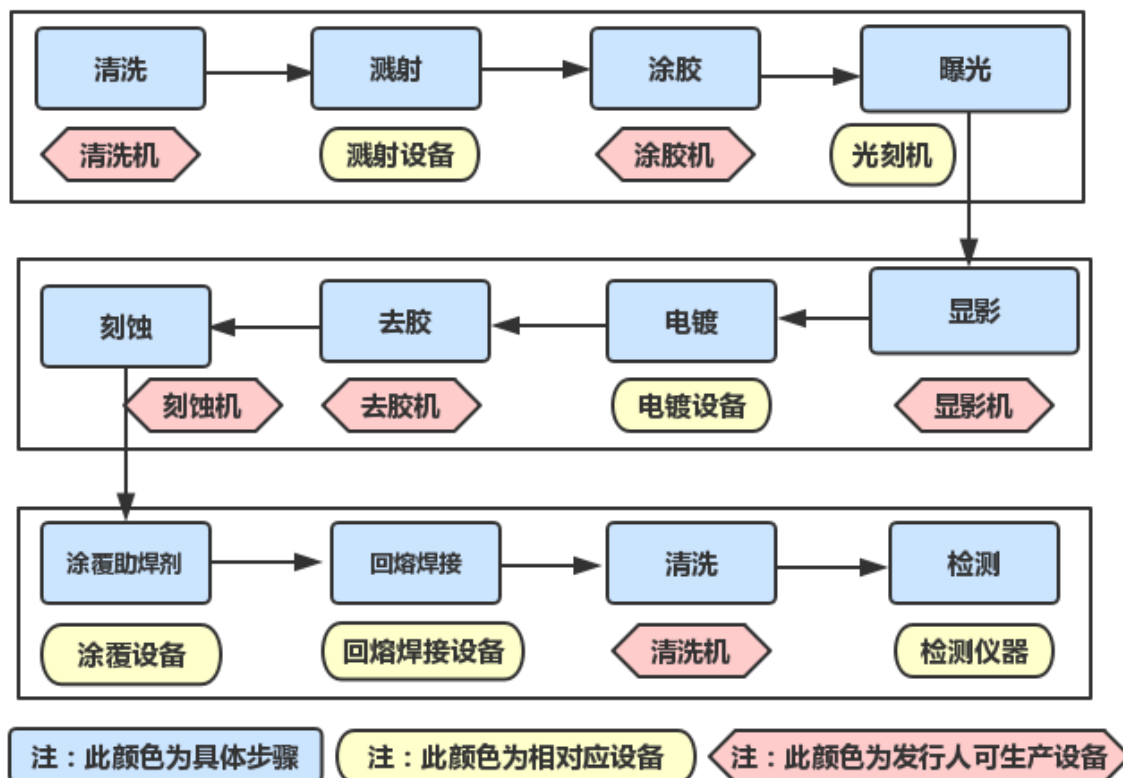 清洗
溅射
涂胶
曝光
清洗机
溅射设备
涂胶机
光刻机
刻蚀
去胶
电镀
显影
刻蚀机
去胶机
电镀设备
显影机
涂覆助焊剂
回熔焊接
清洗
检测
涂覆设备
回熔焊接设备
清洗机
检测仪器
注：此颜色为具体步骤
注：此颜色为相对应设备
注：此颜色为发行人可生产设备